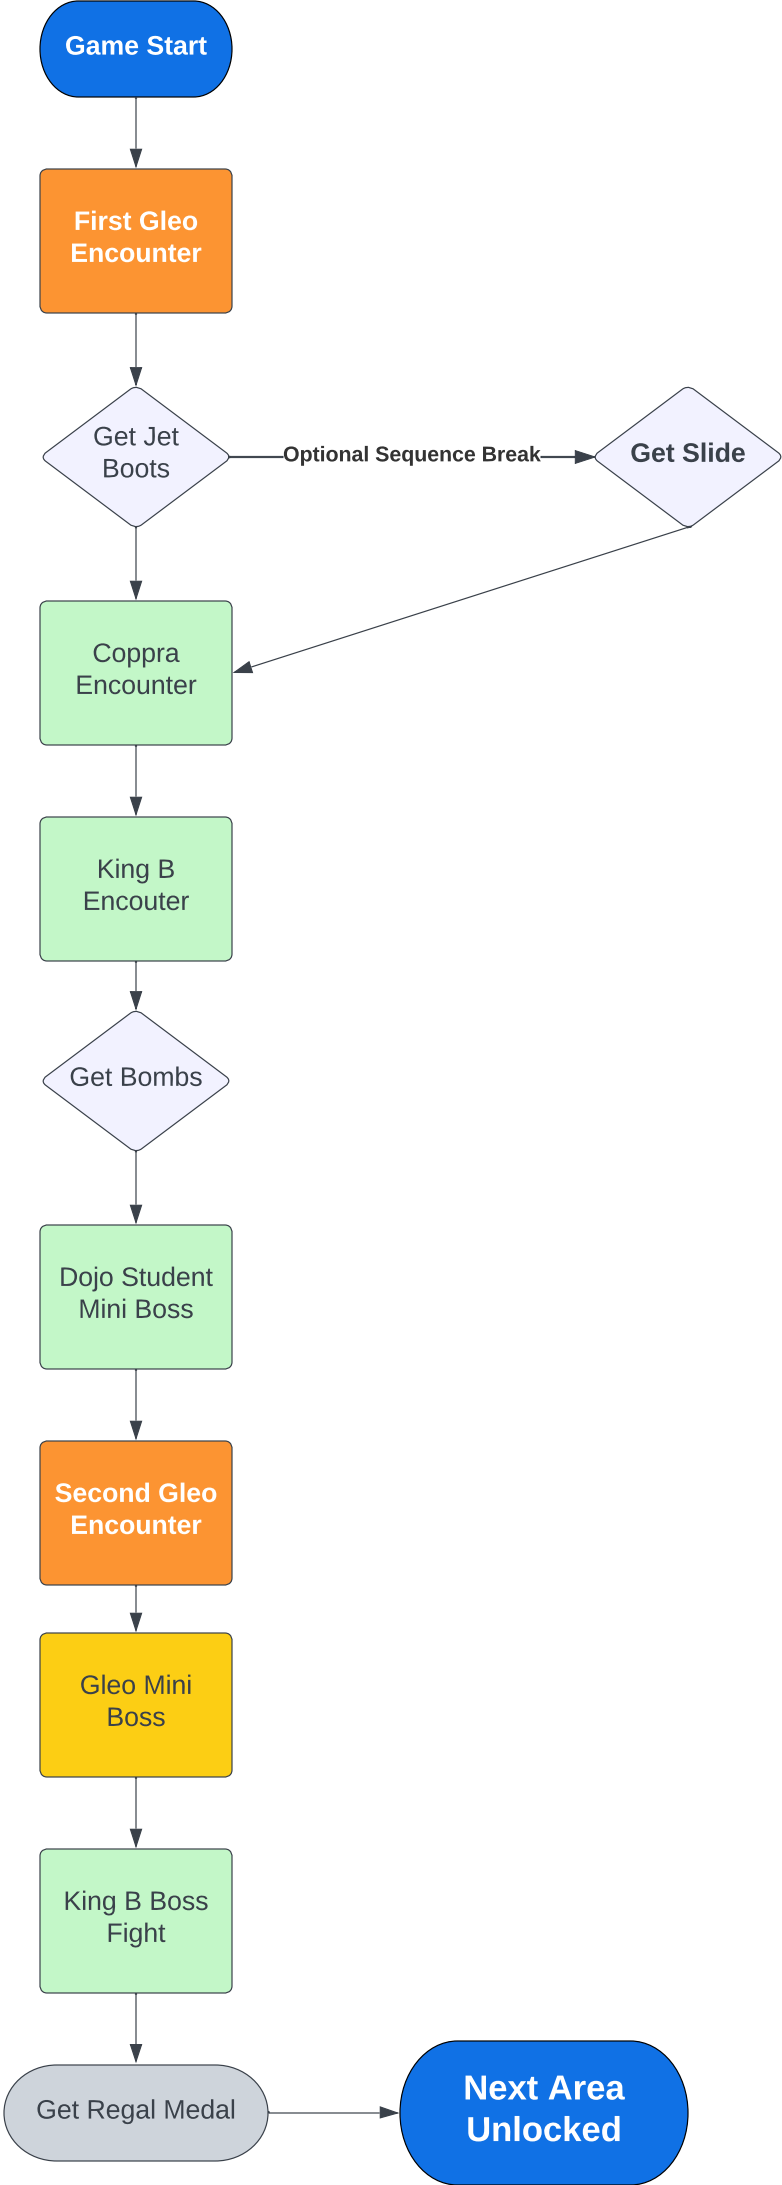 Game Start
First Gleo
Encounter
Get Jet
Boots
Optional Sequence Break
Get Slide
Coppra
Encounter
King B
Encouter
Get Bombs
Dojo Student
Mini Boss
Second Gleo
Encounter
Gleo Mini
Boss
King B Boss
Fight
Get Regal Medal
Next Area
Unlocked